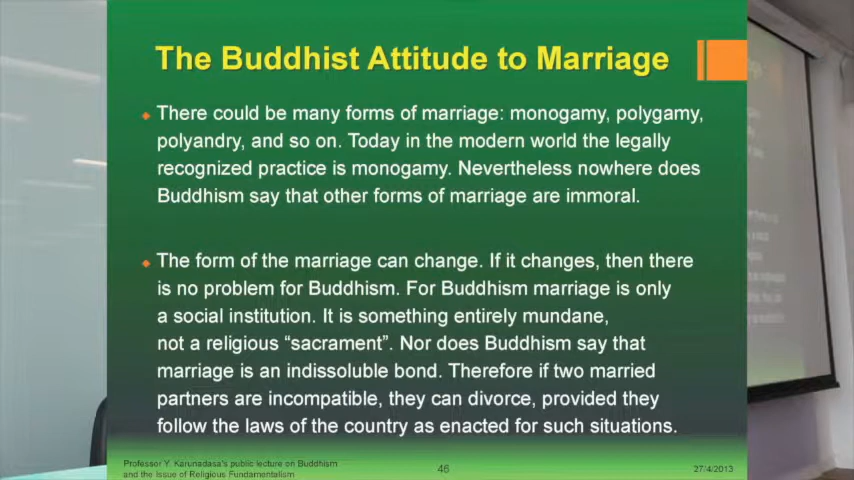 The Buddhist Attitude to Marriage
There could be many forms of marriage: monogamy, polygamy,
polyandry, and so on. Today in the modern world the legally
recognized practice is monogamy. Nevertheless nowhere does
Buddhism say that other forms of marriage are immoral.
The form of the marriage can change. If it changes, then there
is no problem for Buddhism. For Buddhism marriage is only
a social institution. It is something entirely mundane,
not a religious “sacrament”. Nor does Buddhism say that
marriage is an indissoluble bond. Therefore if two married
partners are incompatible, they can divorce, provided they
follow the laws of the country as enacted for such situations.
Professor Y. Karunadasa's public lecture on Buddhism
and the Issue of Religious Fundamentalism
46
27/4/2013